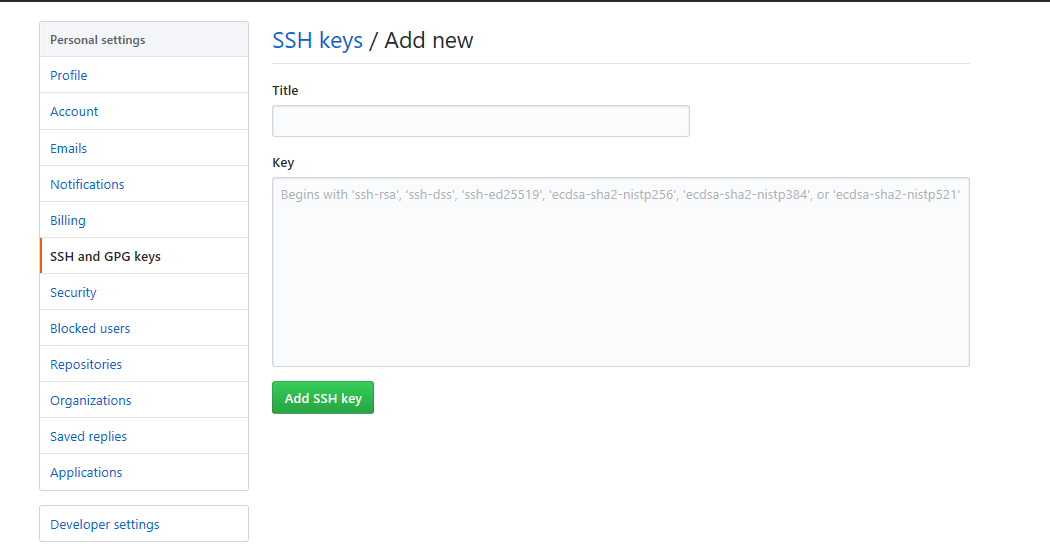 Personal settings
Profile
Account
Emails
Notifications
Billing
SSH and GPG keys
Security
Blocked users
Repositories
Organizations
Saved replies
Applications
Developer settings
SSH keys / Add new
Title
Key
Begins with 'ssh-rsa', 'ssh-dss', 'ssh-ed25519', 'ecdsa-sha2-nistp256', 'ecdsa-sha2-nistp384', or 'ecdsa-sha2-nistp521'
Add SSH key